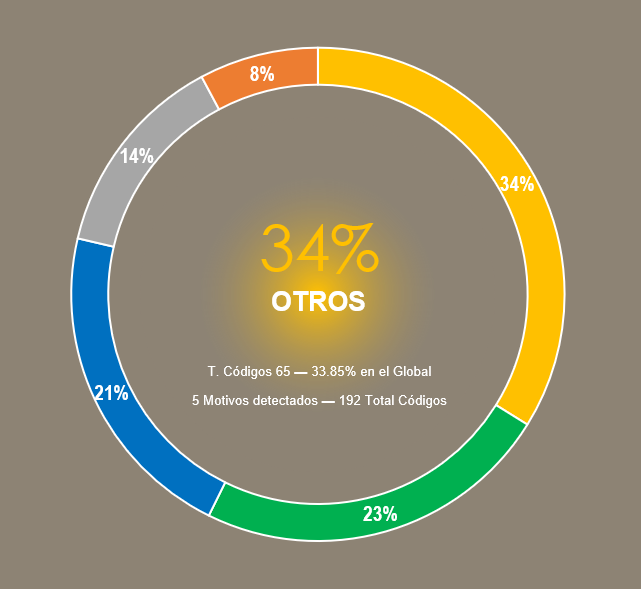 8%
34%
14%
34%
OTROS
T. Códigos 65 — 33.85% en el Global
21%
5 Motivos detectados — 192 Total Códigos
23%